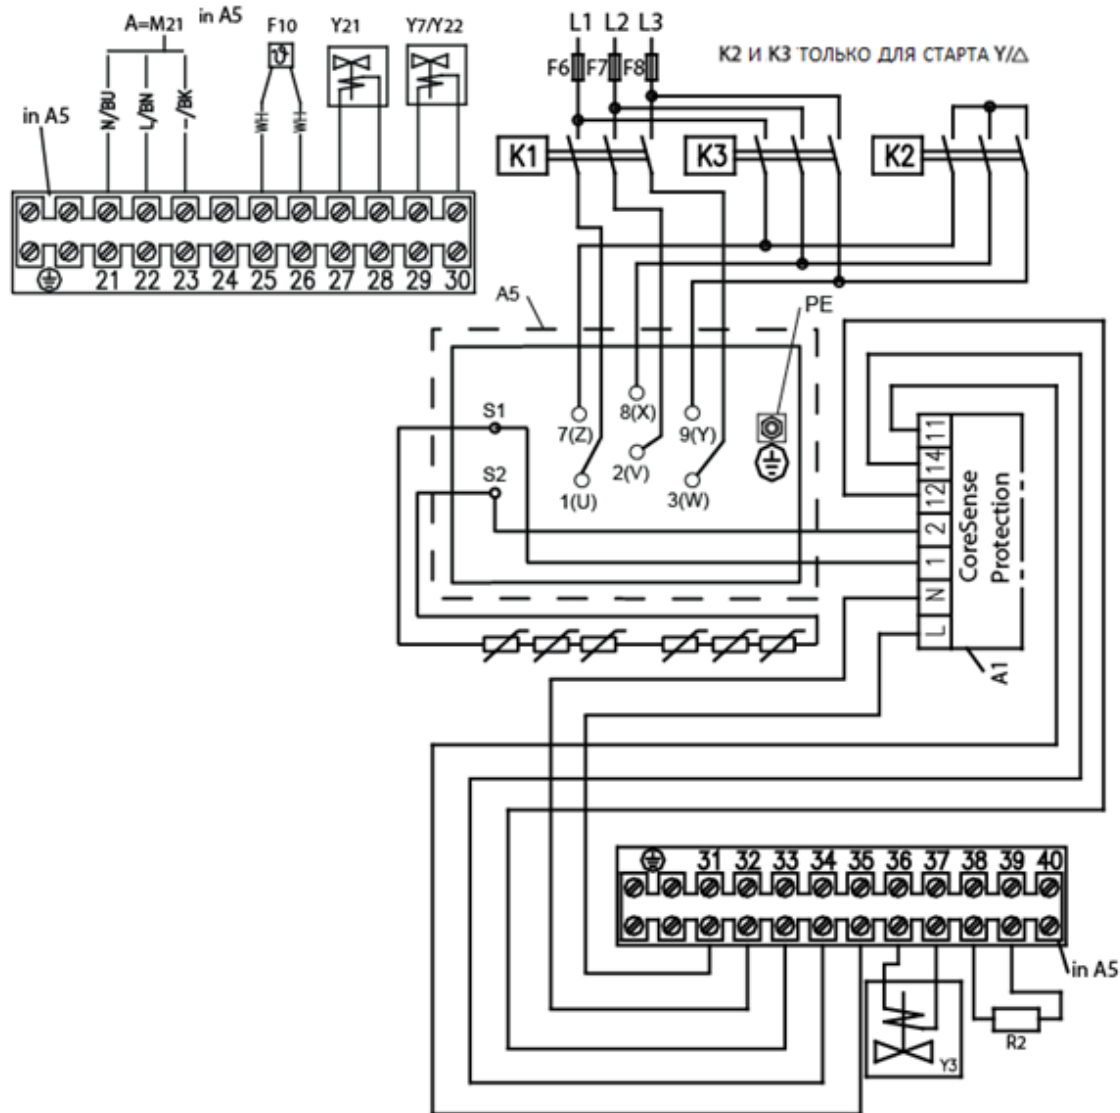 A=M21
in A5
F10
Y21
Y7/Y22
L1 L2 L3
F6 F7 F8
K2 И K3 ТОЛЬКО ДЛЯ СТАРТА Y/△
in A5
N/BU
L/BN
-/BK
WH
WH
ϑ
K1
K3
K2
21 22 23 24 25 26 27 28 29 30
A5
PE
S1
S2
7(Z)
8(X)
9(Y)
1(U)
2(V)
3(W)
11
14
12
2
1
N
L
CoreSense
Protection
A1
31 32 33 34 35 36 37 38 39 40
in A5
Y3
R2